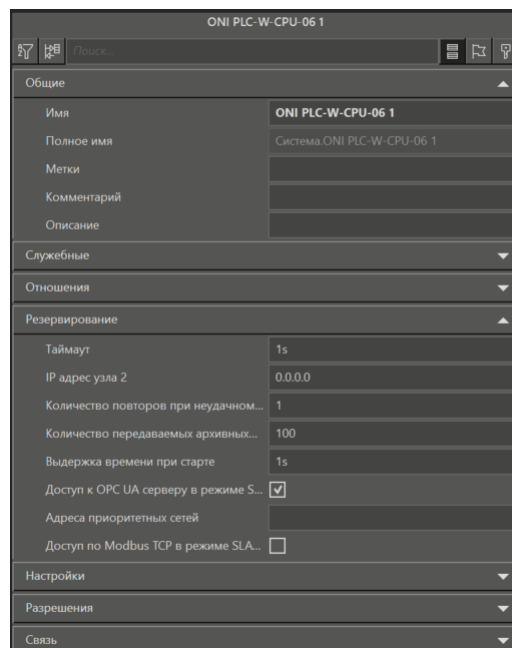 ONI PLC-W-CPU-06 1
Поиск...
Общие
Имя ONI PLC-W-CPU-06 1
Полное имя Система.ONI PLC-W-CPU-06 1
Метки
Комментарий
Описание
Служебные
Отношения
Резервирование
Таймаут 1s
IP адрес узла 2 0.0.0.0
Количество повторов при неудачном... 1
Количество передаваемых архивных... 100
Выдержка времени при старте 1s
Доступ к OPC UA серверу в режиме S...
Адреса приоритетных сетей
Доступ по Modbus TCP в режиме SLA...
Настройки
Разрешения
Связь